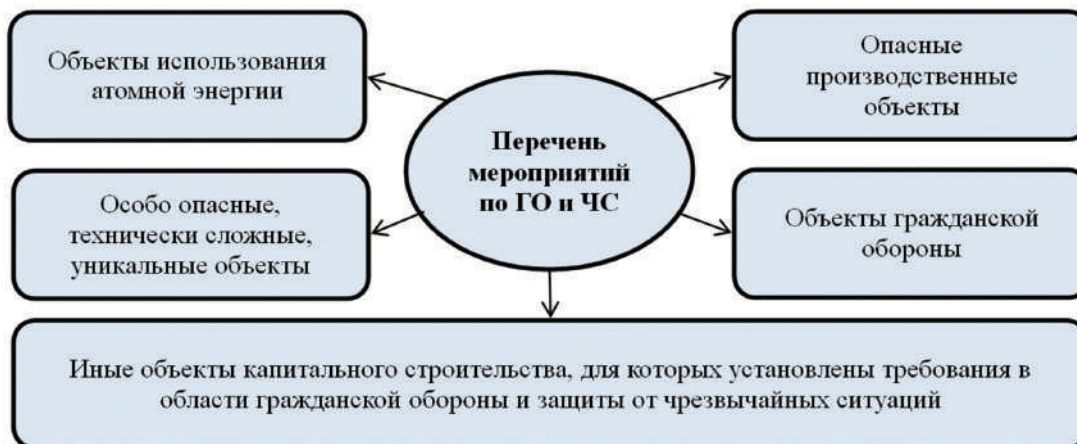 Объекты использования
атомной энергии
Опасные
производственные
объекты
Перечень
мероприятий
по ГО и ЧС
Особо опасные,
технически сложные,
уникальные объекты
Объекты гражданской
обороны
Иные объекты капитального строительства, для которых установлены требования в
области гражданской обороны и защиты от чрезвычайных ситуаций